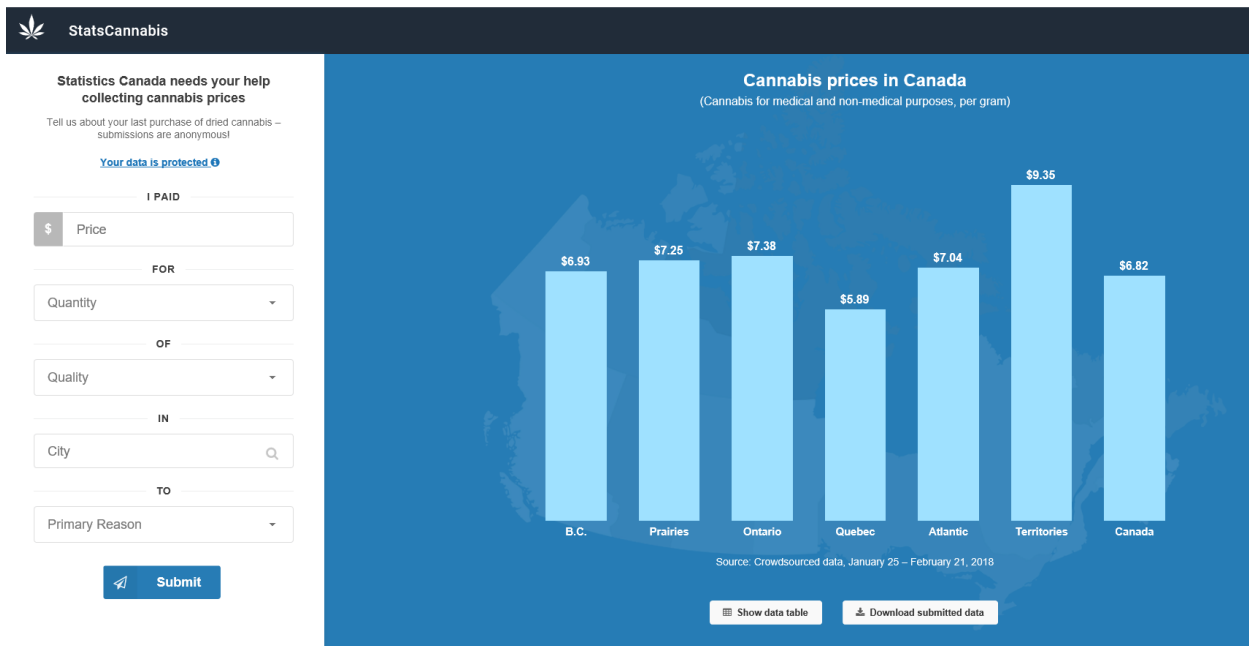 StatsCannabis
Statistics Canada needs your help
collecting cannabis prices
Tell us about your last purchase of dried cannabis –
submissions are anonymous!
Your data is protected
I PAID
$ Price
FOR
Quantity
OF
Quality
IN
City
TO
Primary Reason
Submit
Cannabis prices in Canada
(Cannabis for medical and non-medical purposes, per gram)
$6.93 $7.25 $7.38 $5.89 $7.04 $9.35 $6.82
B.C. Prairies Ontario Quebec Atlantic Territories Canada
Source: Crowdsourced data, January 25 – February 21, 2018
Show data table Download submitted data